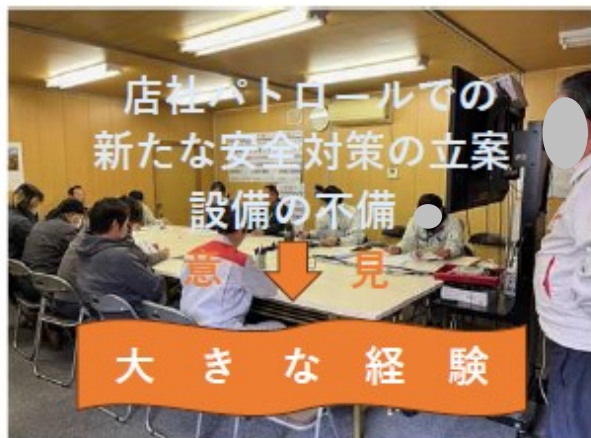 店社パトロールでの
新たな安全対策の立案
設備の不備
意見
大きな経験